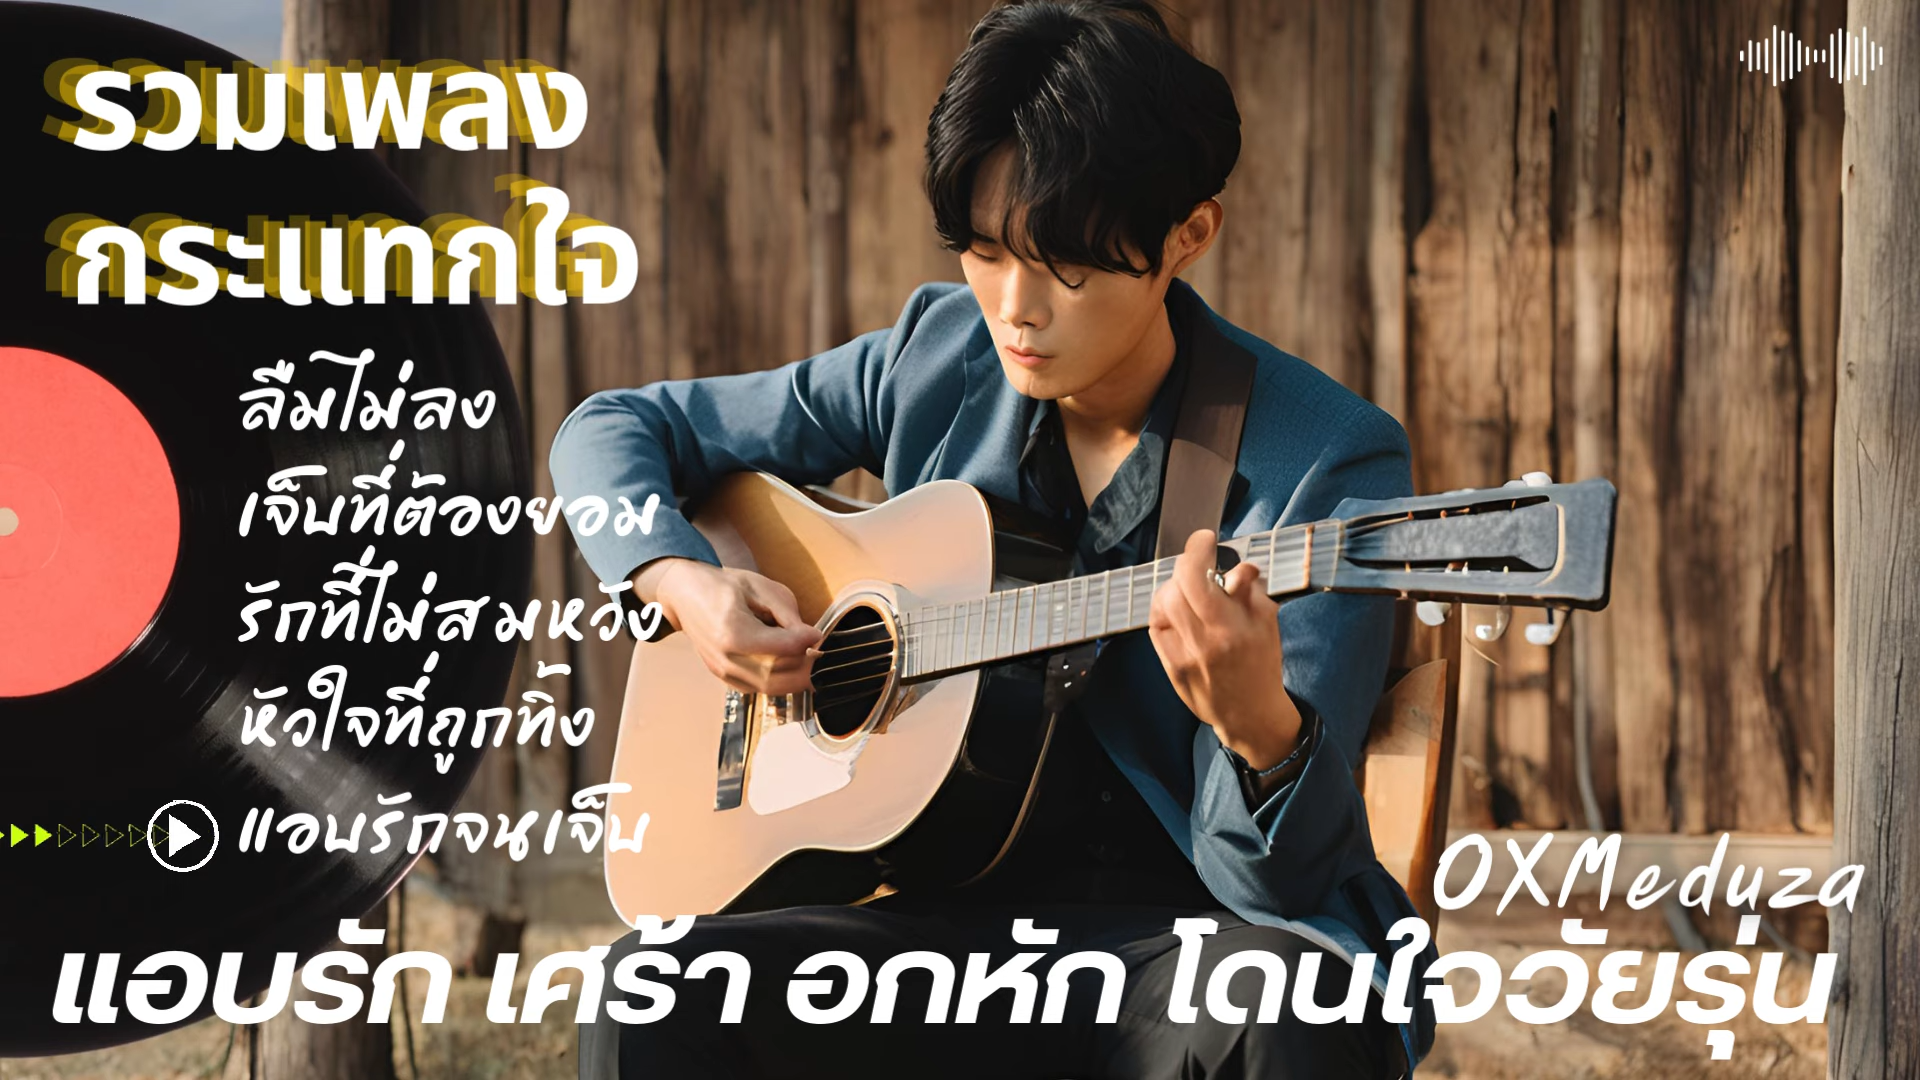 รวมเพลง
กระแทกใจ
ลืมไม่ลง
เจ็บที่ต้องยอม
รักที่ไม่สมหวัง
หัวใจที่ถูกทิ้ง
แอบรักจนเจ็บ
OXMeduza
แอบรัก เศร้า อกหัก โดนใจวัยรุ่น